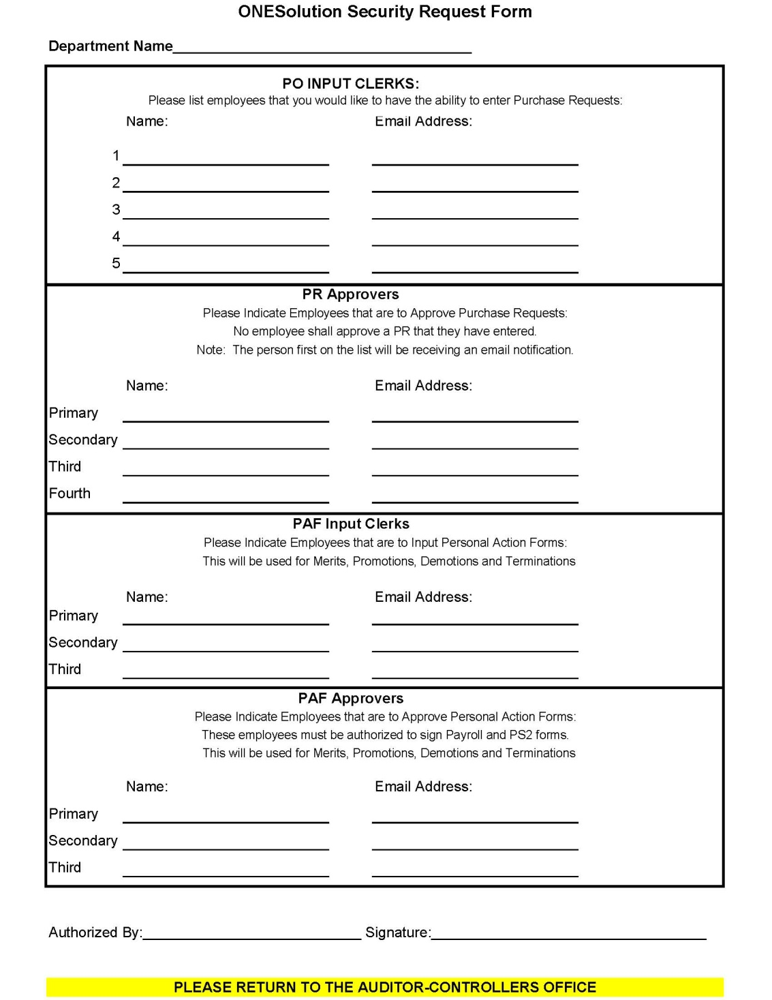 ONESolution Security Request Form
Department Name
PO INPUT CLERKS:
Please list employees that you would like to have the ability to enter Purchase Requests:
Name: Email Address:
1
2
3
4
5
PR Approvers
Please Indicate Employees that are to Approve Purchase Requests:
No employee shall approve a PR that they have entered.
Note: The person first on the list will be receiving an email notification.
Name: Email Address:
Primary
Secondary
Third
Fourth
PAF Input Clerks
Please Indicate Employees that are to Input Personal Action Forms:
This will be used for Merits, Promotions, Demotions and Terminations
Name: Email Address:
Primary
Secondary
Third
PAF Approvers
Please Indicate Employees that are to Approve Personal Action Forms:
These employees must be authorized to sign Payroll and PS2 forms.
This will be used for Merits, Promotions, Demotions and Terminations
Name: Email Address:
Primary
Secondary
Third
Authorized By: Signature:
PLEASE RETURN TO THE AUDITOR-CONTROLLERS OFFICE